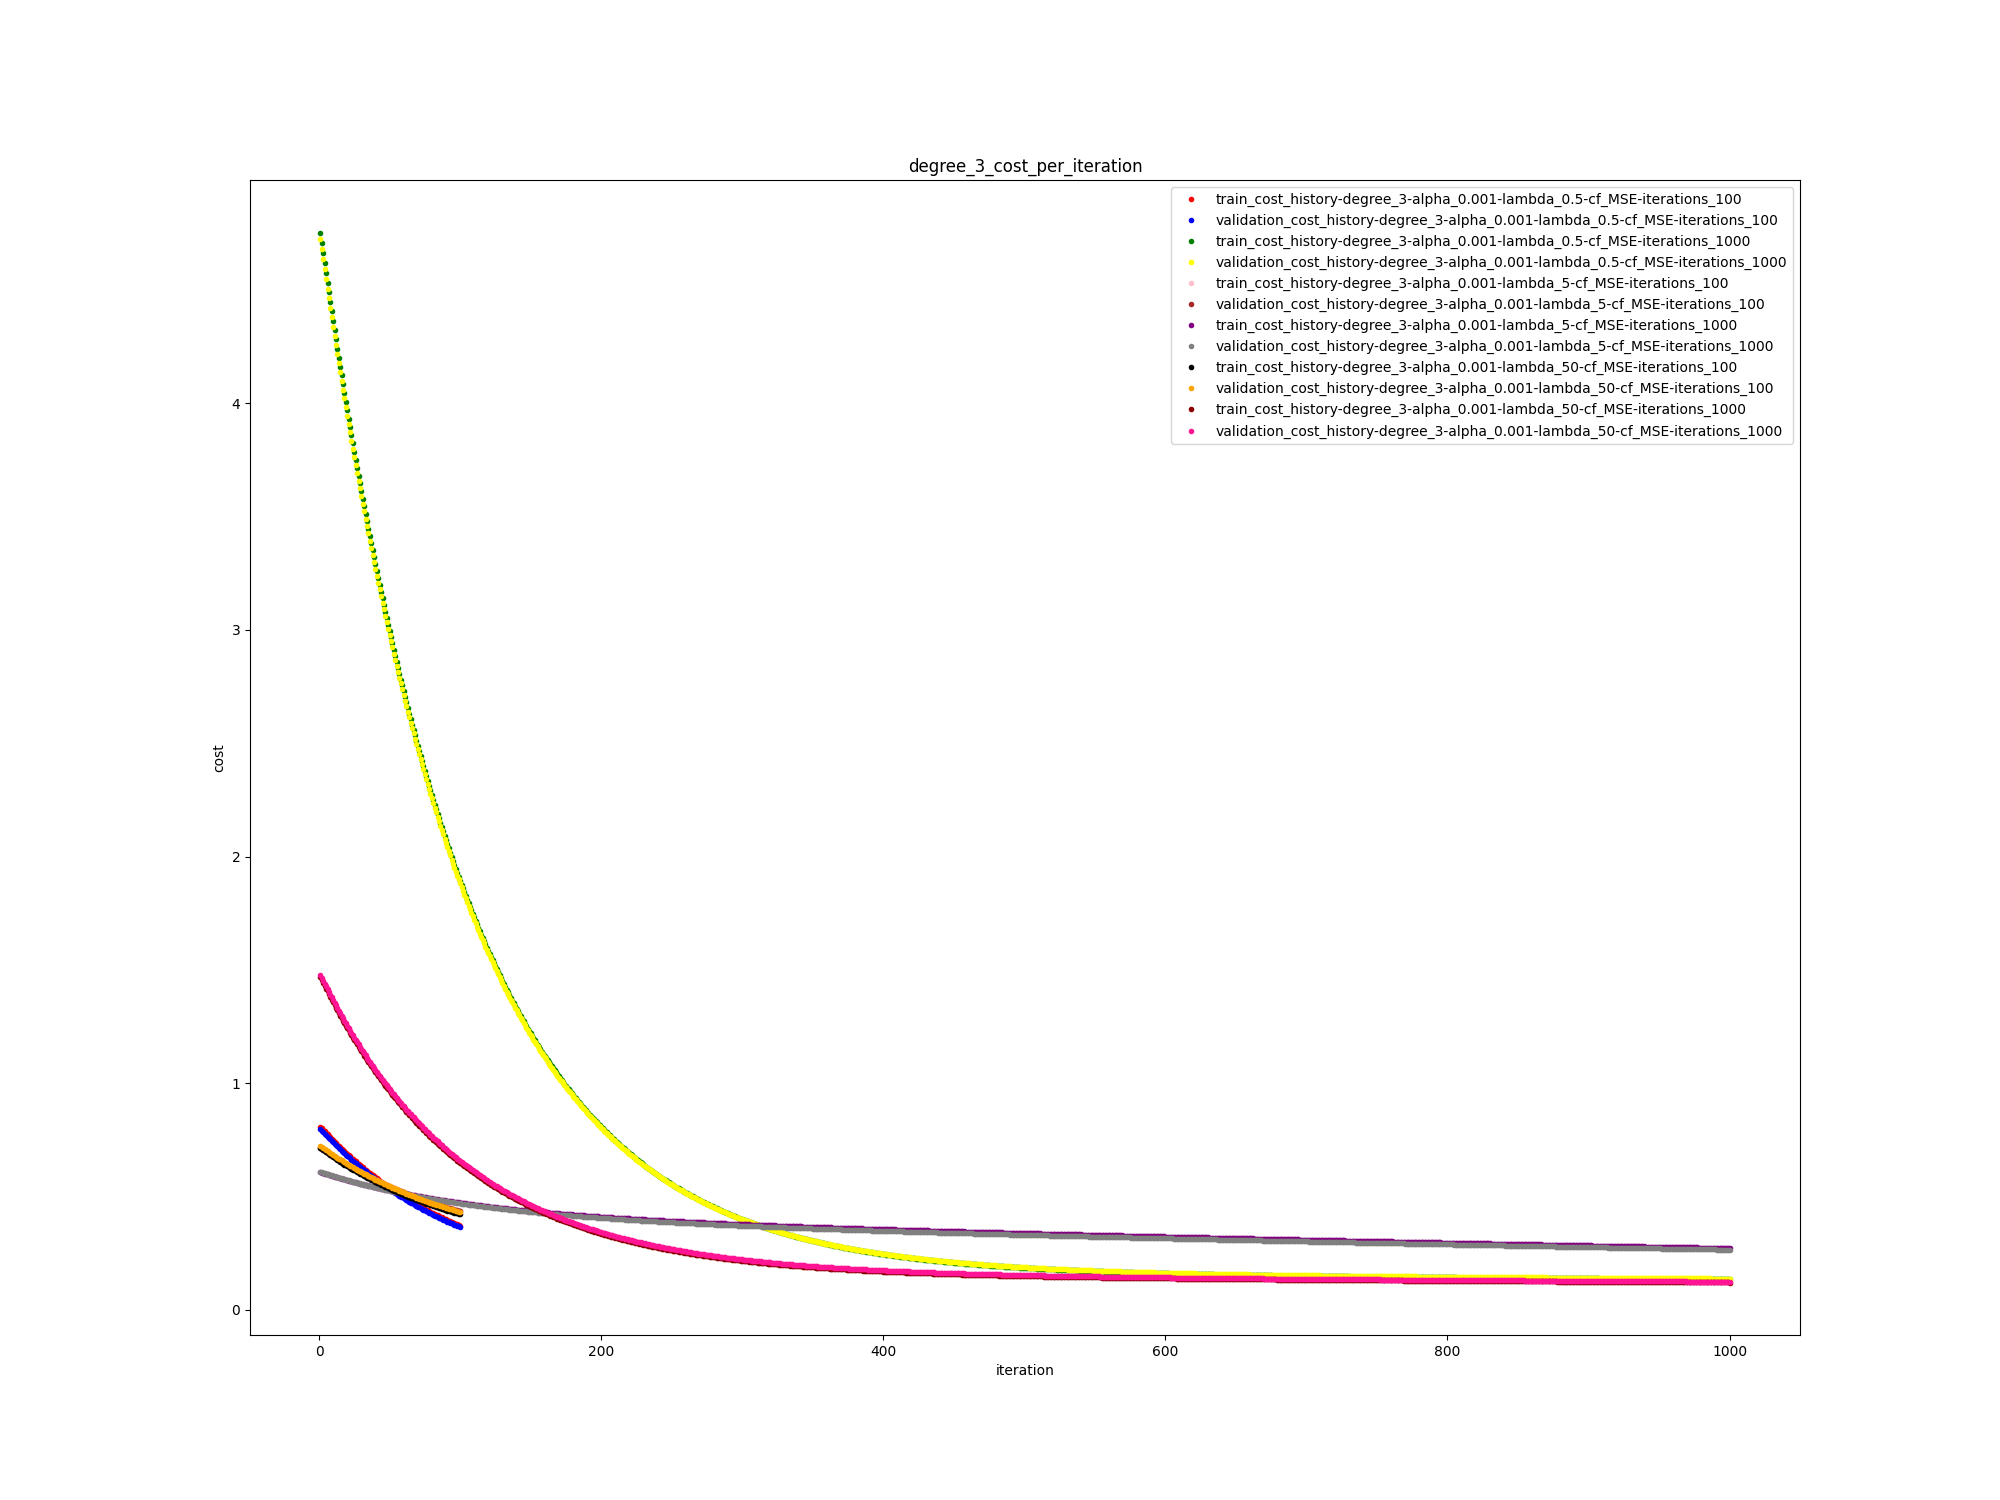 degree_3_cost_per_iteration
train_cost_history-degree_3-alpha_0.001-lambda_0.5-cf_MSE-iterations_100
validation_cost_history-degree_3-alpha_0.001-lambda_0.5-cf_MSE-iterations_100
train_cost_history-degree_3-alpha_0.001-lambda_0.5-cf_MSE-iterations_1000
validation_cost_history-degree_3-alpha_0.001-lambda_0.5-cf_MSE-iterations_1000
train_cost_history-degree_3-alpha_0.001-lambda_5-cf_MSE-iterations_100
validation_cost_history-degree_3-alpha_0.001-lambda_5-cf_MSE-iterations_100
train_cost_history-degree_3-alpha_0.001-lambda_5-cf_MSE-iterations_1000
validation_cost_history-degree_3-alpha_0.001-lambda_5-cf_MSE-iterations_1000
train_cost_history-degree_3-alpha_0.001-lambda_50-cf_MSE-iterations_100
validation_cost_history-degree_3-alpha_0.001-lambda_50-cf_MSE-iterations_100
train_cost_history-degree_3-alpha_0.001-lambda_50-cf_MSE-iterations_1000
validation_cost_history-degree_3-alpha_0.001-lambda_50-cf_MSE-iterations_1000
4
3
2
1
0
cost
0 200 400 600 800 1000
iteration